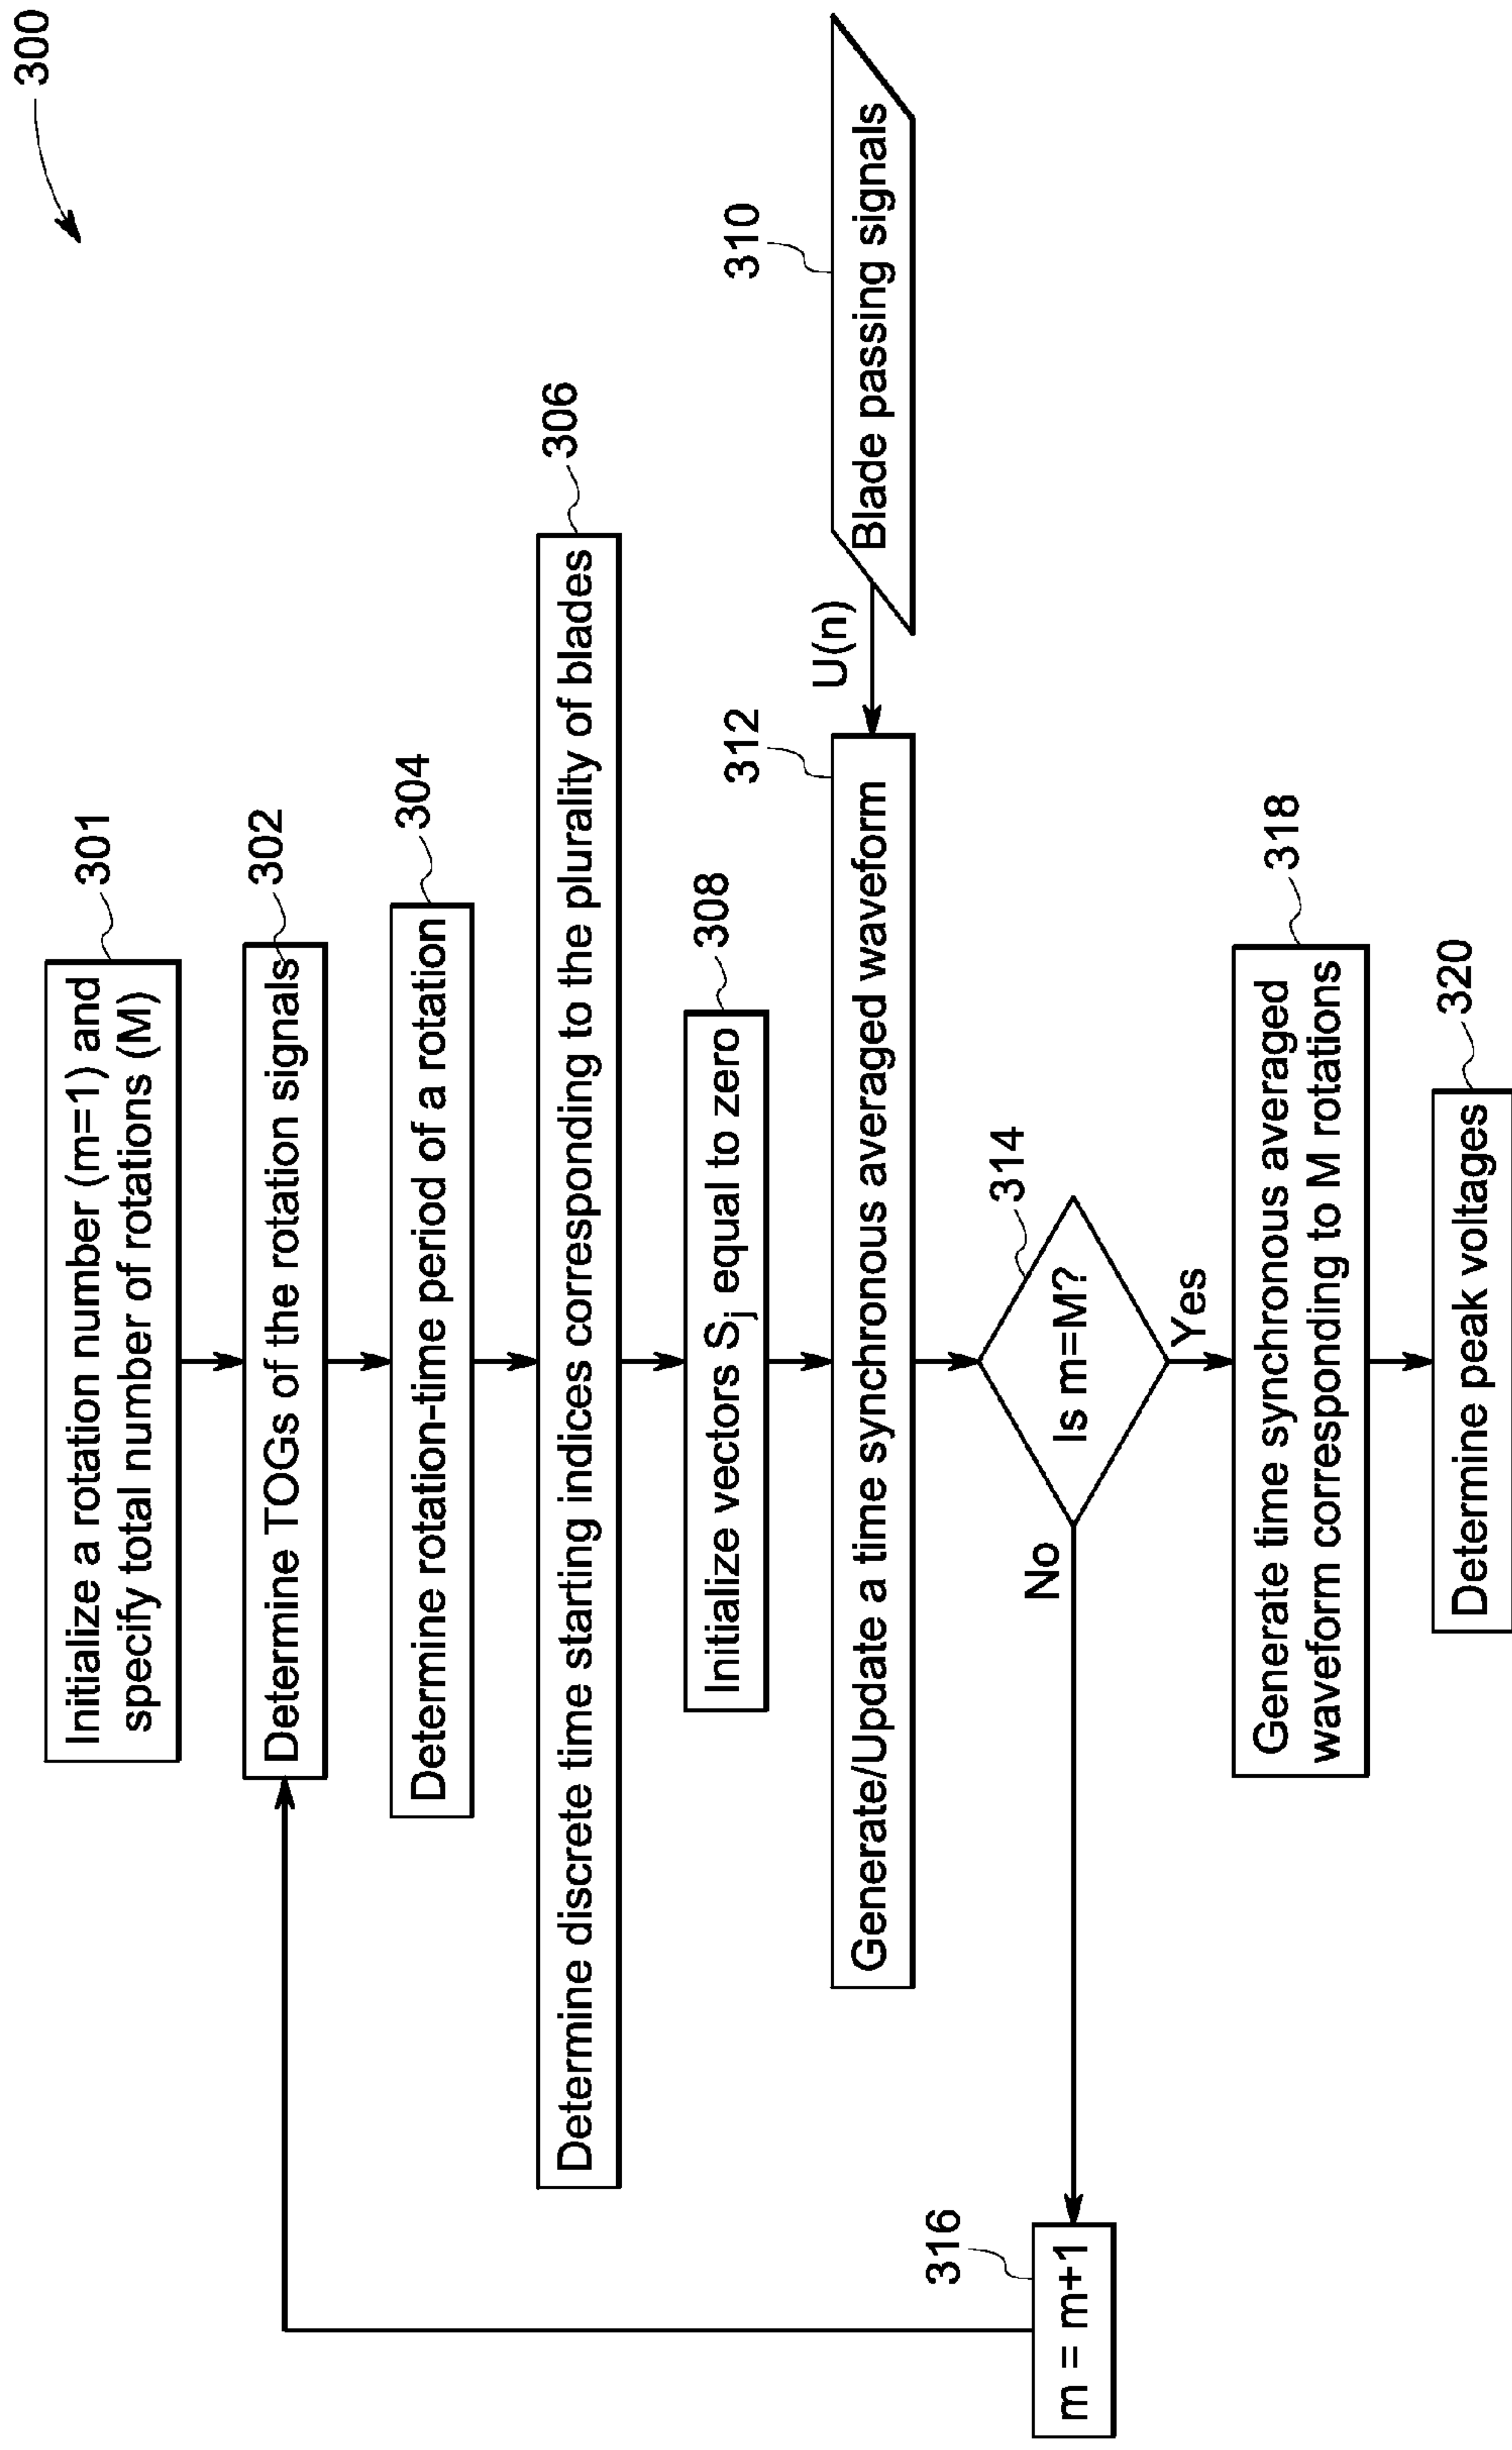 300
Initialize a rotation number (m=1) and
specify total number of rotations (M)
301
Determine TOGs of the rotation signals
302
Determine rotation-time period of a rotation
304
Determine discrete time starting indices corresponding to the plurality of blades
306
Initialize vectors Sj equal to zero
308
Blade passing signals
310
U(n)
Generate/Update a time synchronous averaged waveform
312
Is m=M?
314
No
Yes
m = m+1
316
Generate time synchronous averaged
waveform corresponding to M rotations
318
Determine peak voltages
320